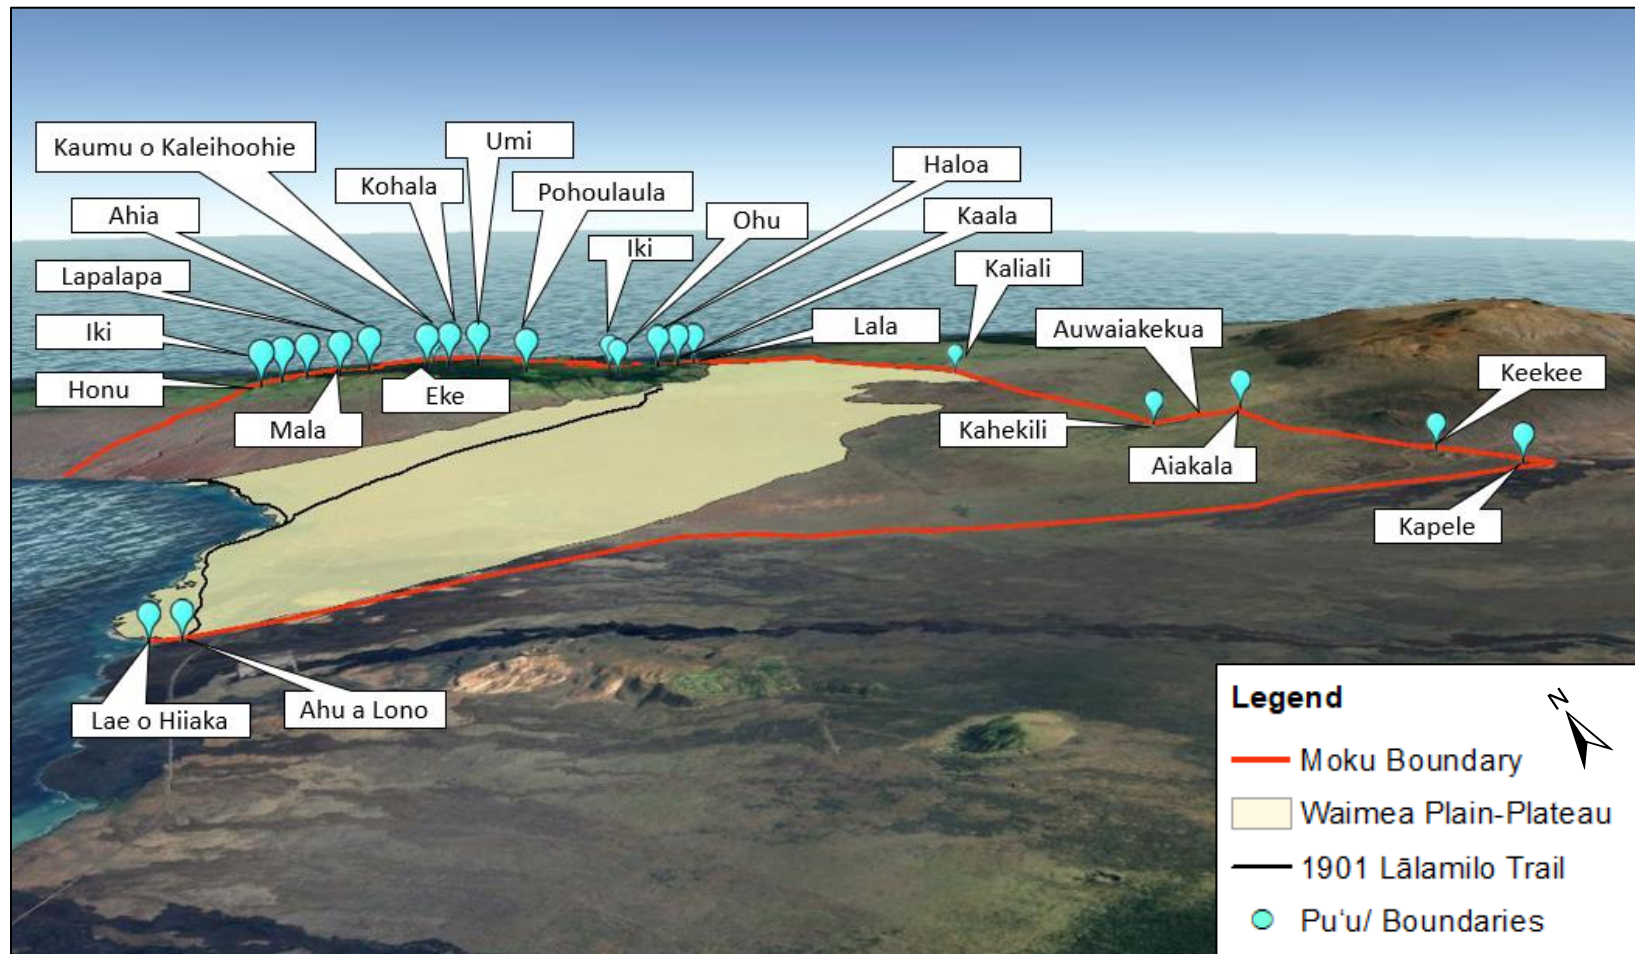 Umi
Kaumu o Kaleihoohie
Haloa
Kohala
Pohoulaula
Ahia
Ohu
Kaala
Iki
Lapalapa
Kaliali
Iki
Lala
Auwaiakekua
Honu
Eke
Keekee
Mala
Kahekili
Aiakala
Kapele
Lae o Hiiaka
Ahu a Lono
Legend
N
Moku Boundary
Waimea Plain-Plateau
1901 Lālamilo Trail
Puʻu/ Boundaries